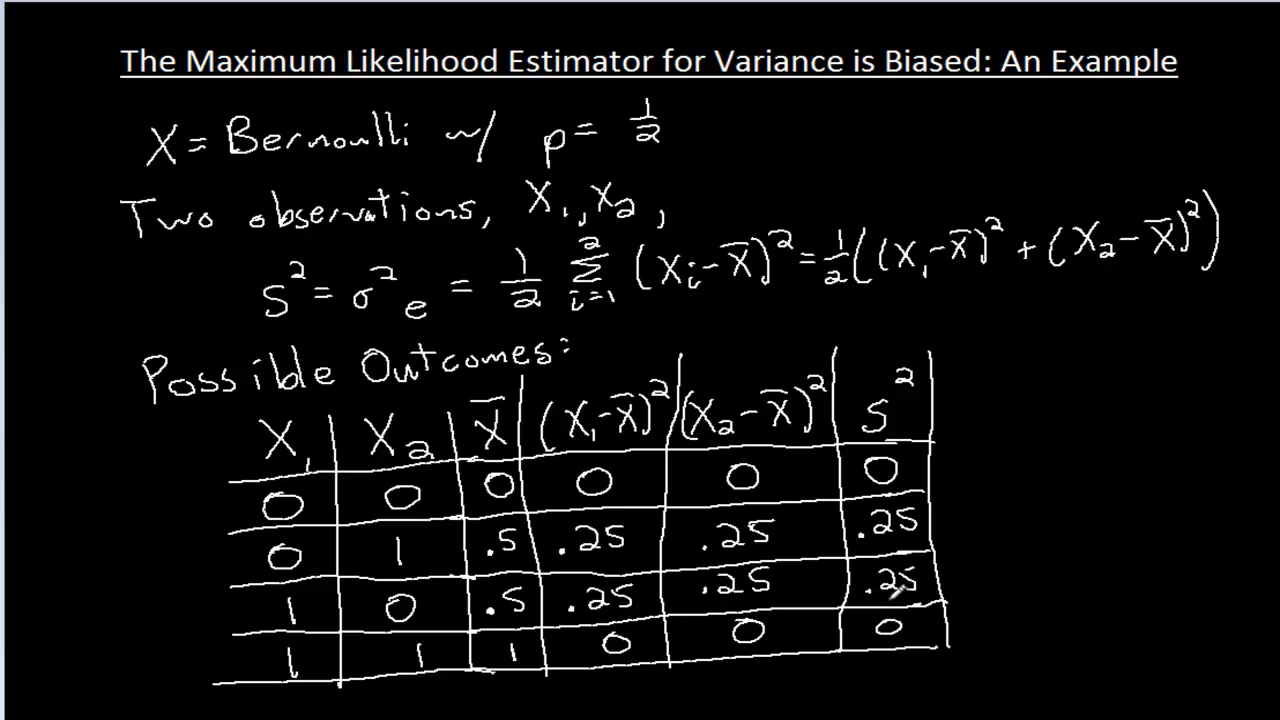 The Maximum Likelihood Estimator for Variance is Biased: An Example
X = Bernoulli w/ p = 1/2
Two observations, X₁, X₂,
S² = σ²e = 1/2 Σ_{i=1}^{2} (Xi - X̄)² = 1/2((X₁ - X̄)² + (X₂ - X̄)²)
Possible Outcomes:
X₁ X₂ X̄ (X₁ - X̄)² (X₂ - X̄)² S²
0 0 0 0 0 0
0 1 .5 .25 .25 .25
1 0 .5 .25 .25 .25
1 1 1 0 0 0